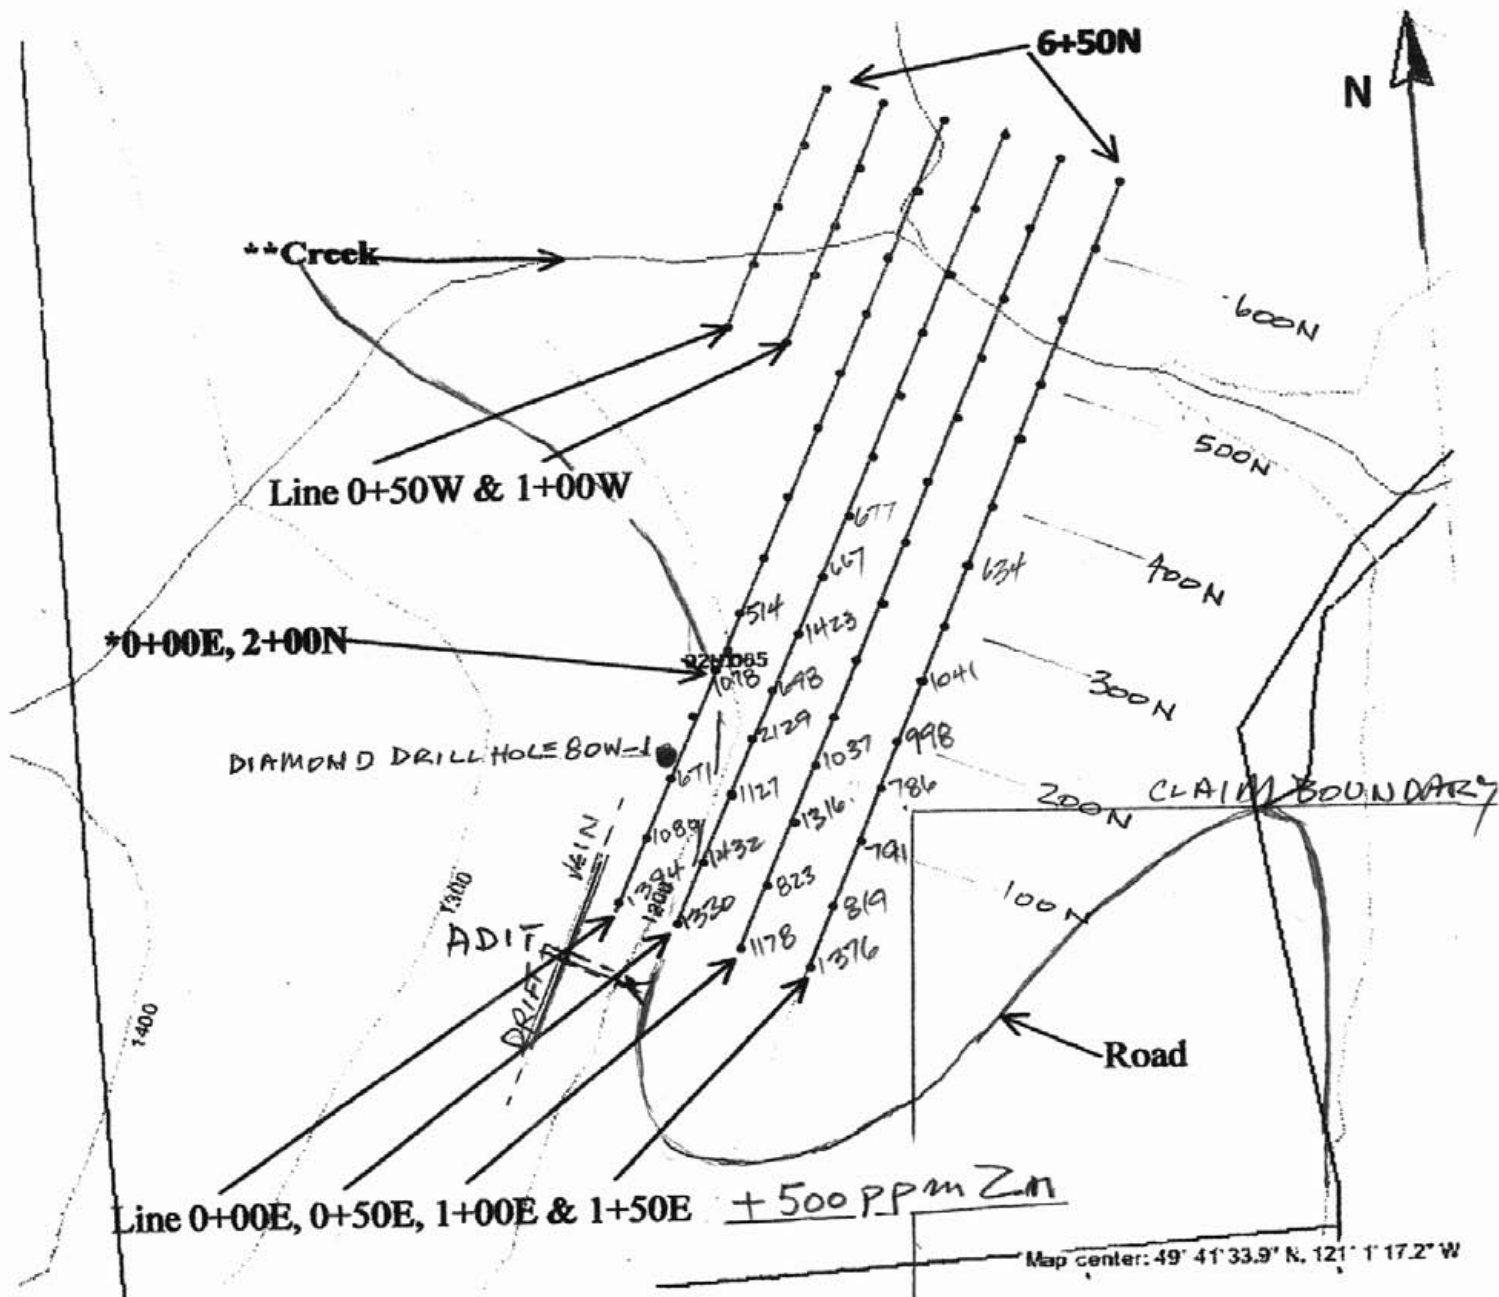 6+50N
N
**Creek
600N
500N
Line 0+50W & 1+00W
677
667
634
400N
514
1423
*0+00E, 2+00N
1078
698
1041
300N
2129
998
DIAMOND DRILL HOLE BOW-1
671
1037
786
CLAIM BOUNDARY
1127
200N
1316
1089
VEIN
1432
791
1394
1300
1200
823
100N
819
1330
ADIT
1178
1376
DRIFT
1400
Road
Line 0+00E, 0+50E, 1+00E & 1+50E
+500 ppm Zn
Map center: 49° 41' 33.9" N, 121° 1' 17.2" W